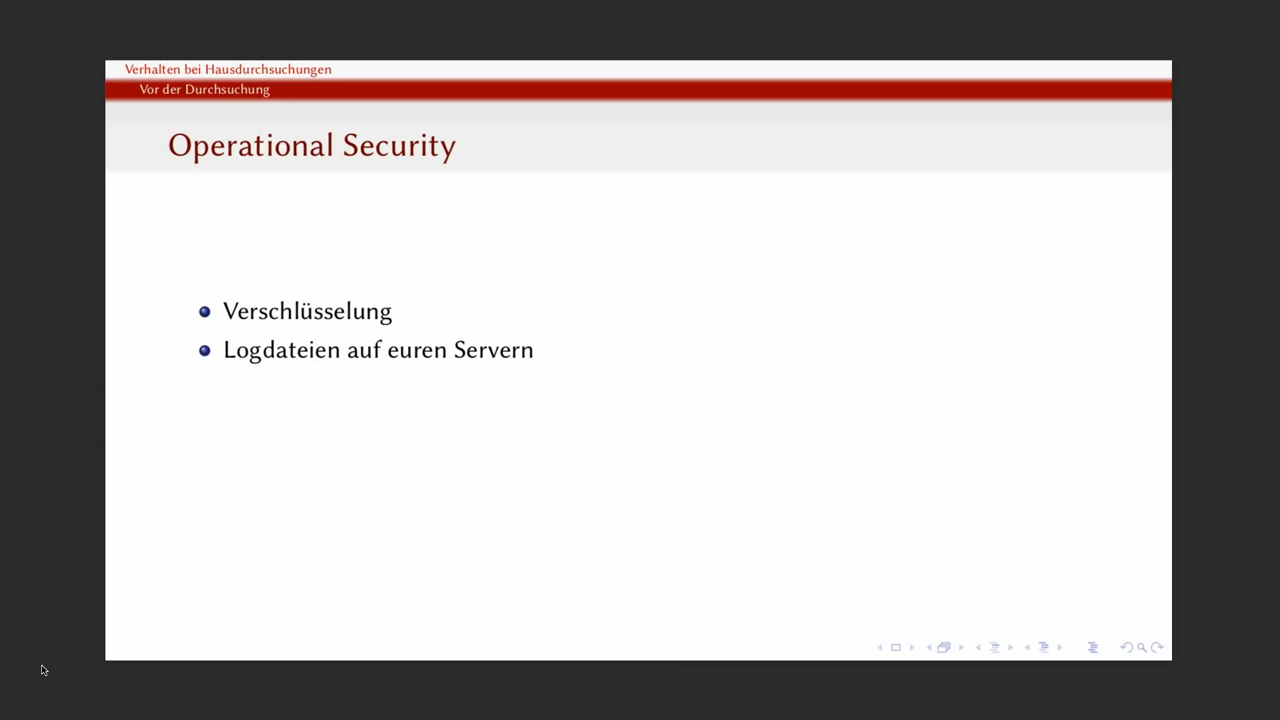 Verhalten bei Hausdurchsuchungen
Vor der Durchsuchung
Operational Security
Verschlüsselung
Logdateien auf euren Servern